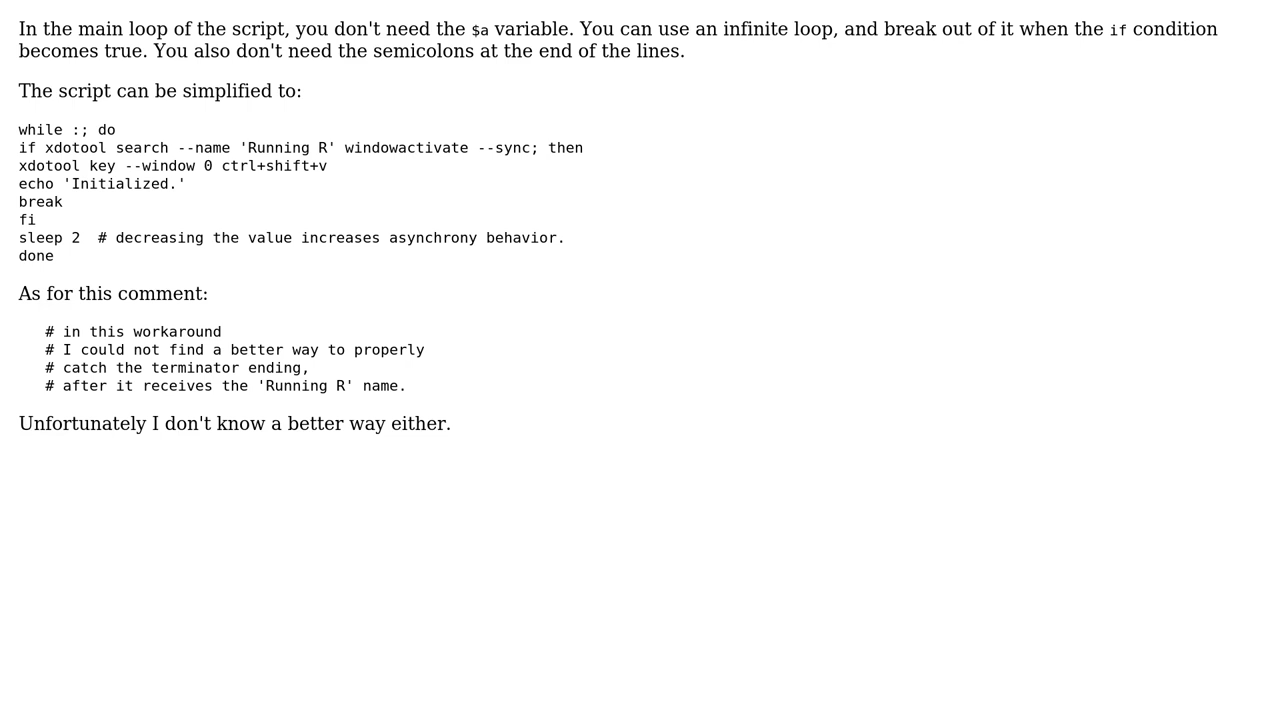 In the main loop of the script, you don't need the $a variable. You can use an infinite loop, and break out of it when the if condition
becomes true. You also don't need the semicolons at the end of the lines.
The script can be simplified to:
while :; do
if xdotool search --name 'Running R' windowactivate --sync; then
xdotool key --window 0 ctrl+shift+v
echo 'Initialized.'
break
fi
sleep 2  # decreasing the value increases asynchrony behavior.
done
As for this comment:
   # in this workaround
   # I could not find a better way to properly
   # catch the terminator ending,
   # after it receives the 'Running R' name.
Unfortunately I don't know a better way either.